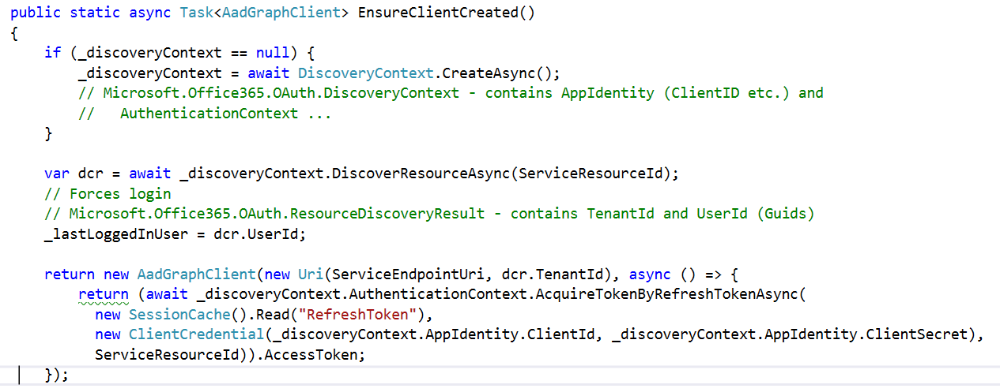 public static async Task<AadGraphClient> EnsureClientCreated()
{
    if (_discoveryContext == null) {
        _discoveryContext = await DiscoveryContext.CreateAsync();
        // Microsoft.Office365.OAuth.DiscoveryContext - contains AppIdentity (ClientID etc.) and
        //   AuthenticationContext ...
    }

    var dcr = await _discoveryContext.DiscoverResourceAsync(ServiceResourceId);
    // Forces login
    // Microsoft.Office365.OAuth.ResourceDiscoveryResult - contains TenantId and UserId (Guids)
    _lastLoggedInUser = dcr.UserId;

    return new AadGraphClient(new Uri(ServiceEndpointUri, dcr.TenantId), async () => {
        return (await _discoveryContext.AuthenticationContext.AcquireTokenByRefreshTokenAsync(
          new SessionCache().Read("RefreshToken"),
          new ClientCredential(_discoveryContext.AppIdentity.ClientId, _discoveryContext.AppIdentity.ClientSecret),
          ServiceResourceId)).AccessToken;
    });